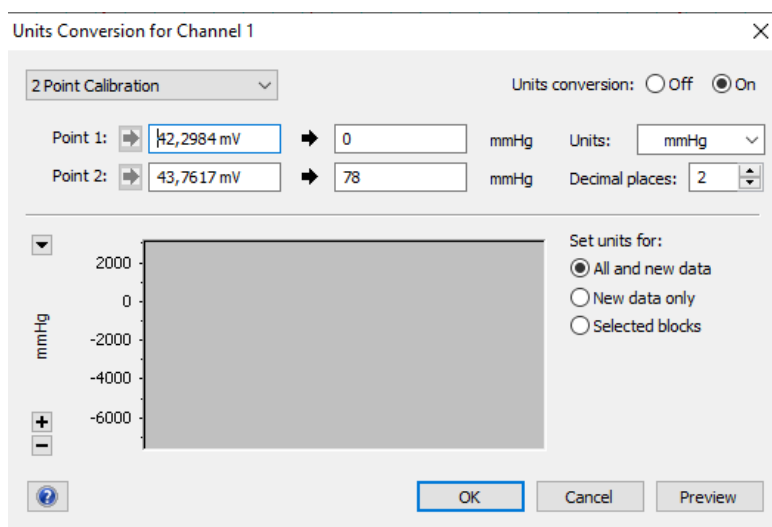 Units Conversion for Channel 1
2 Point Calibration
Units conversion: Off On
Point 1: 42,2984 mV 0 mmHg Units: mmHg
Point 2: 43,7617 mV 78 mmHg Decimal places: 2
Set units for:
All and new data
New data only
Selected blocks
2000
0
-2000
-4000
-6000
mmHg
OK Cancel Preview